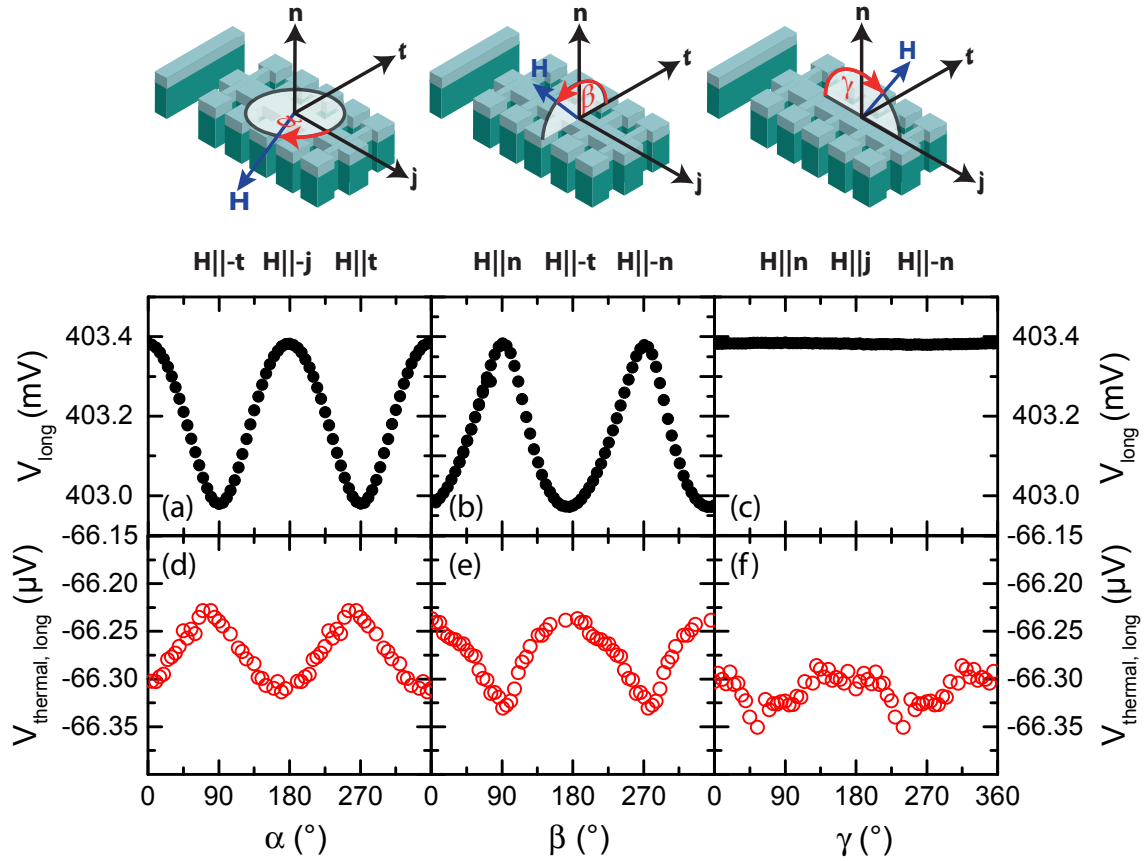 n n n
t t t
H H H
α β γ
j j j
H||-t H||-j H||t H||n H||-t H||-n H||n H||j H||-n
403.4 403.4
403.2 403.2
403.0 403.0
V_long (mV) V_long (mV)
(a) (b) (c)
-66.15 -66.15
(d) (e) (f)
-66.20 -66.20
-66.25 -66.25
-66.30 -66.30
-66.35 -66.35
V_thermal, long (µV) V_thermal, long (µV)
0 90 180 270 0 90 180 270 0 90 180 270 360
α (°) β (°) γ (°)